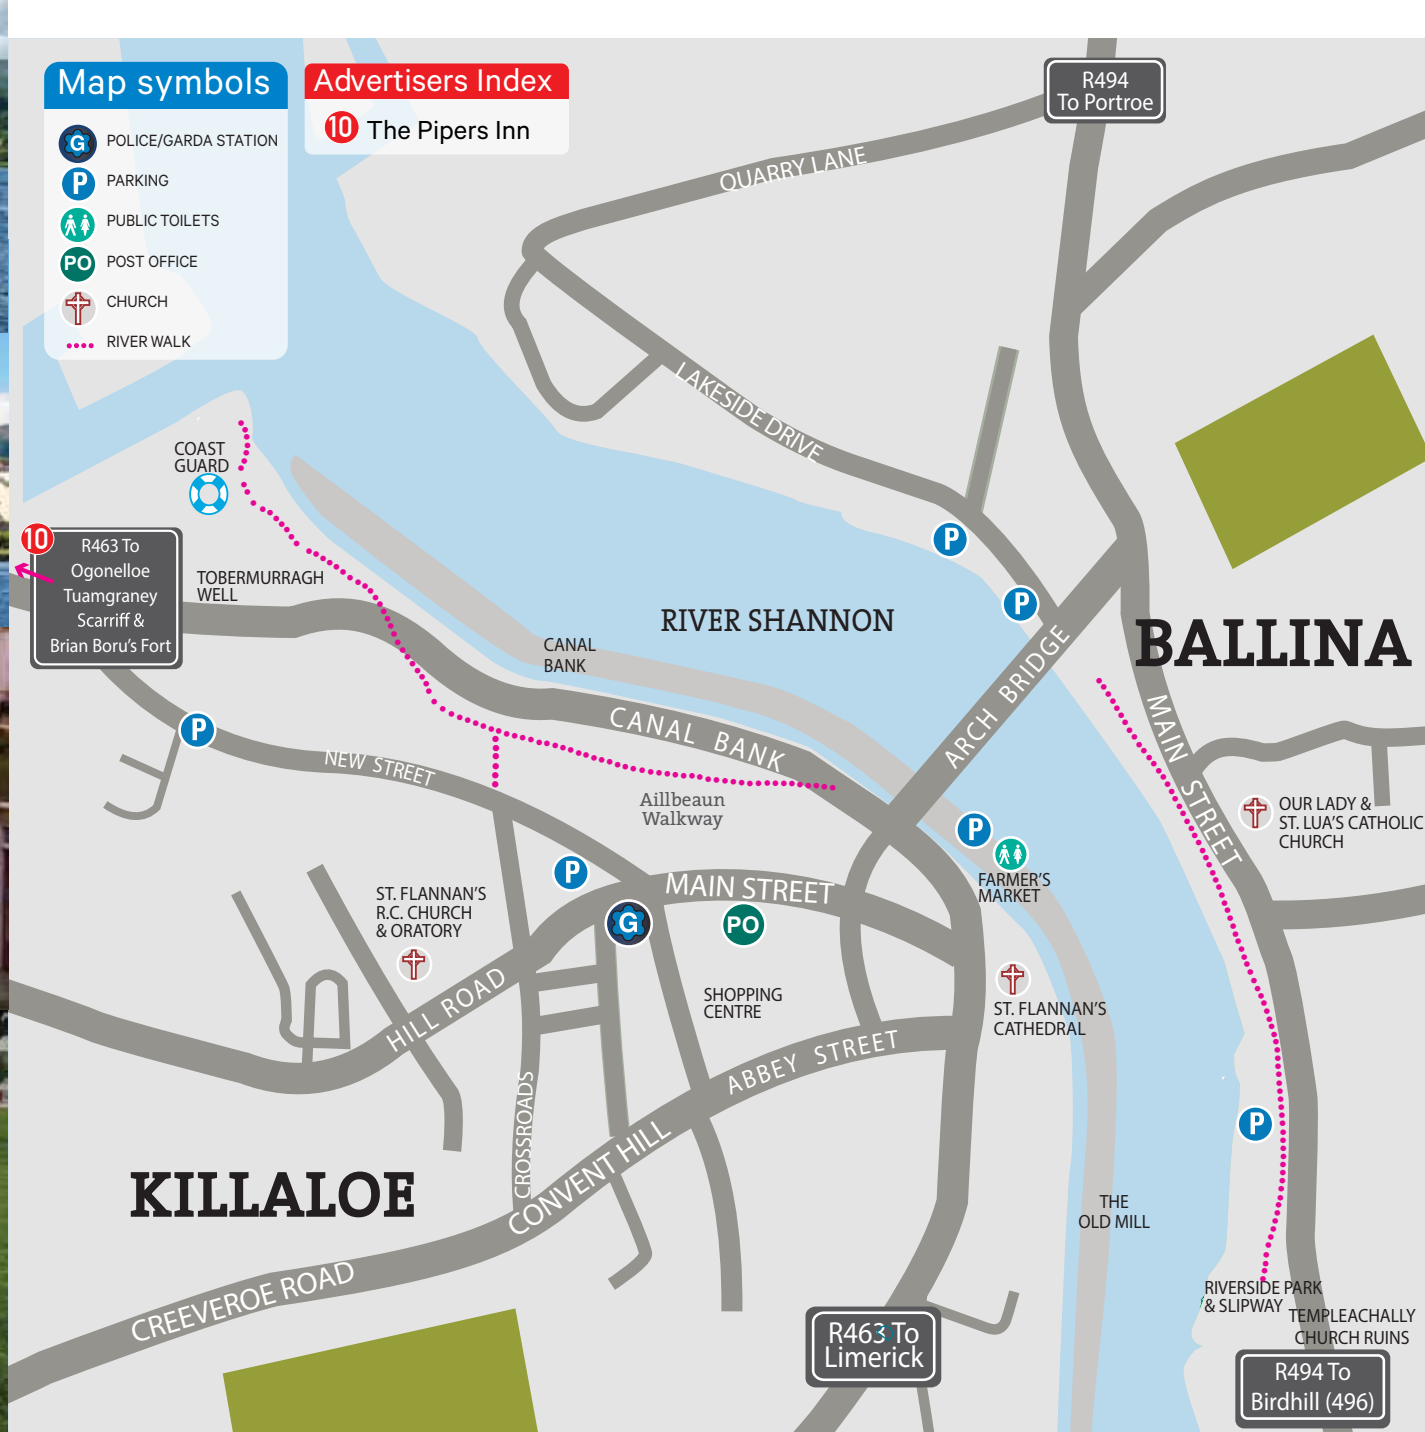 Map symbols
G
POLICE/GARDA STATION
P
PARKING
PUBLIC TOILETS
PO
POST OFFICE
CHURCH
RIVER WALK
Advertisers Index
10 The Pipers Inn
R494
To Portroe
QUARRY LANE
LAKESIDE DRIVE
COAST
GUARD
10
R463 To
Ogonelloe
Tuamgraney
Scarriff &
Brian Boru's Fort
TOBERMURRAGH
WELL
P
P
RIVER SHANNON
CANAL
BANK
ARCH BRIDGE
BALLINA
MAIN STREET
P
NEW STREET
CANAL BANK
Aillbeaun
Walkway
OUR LADY &
ST. LUA'S CATHOLIC
CHURCH
P
FARMER'S
MARKET
P
MAIN STREET
G
PO
ST. FLANNAN'S
R.C. CHURCH
& ORATORY
SHOPPING
CENTRE
ST. FLANNAN'S
CATHEDRAL
HILL ROAD
ABBEY STREET
CROSSROADS
CONVENT HILL
P
KILLALOE
THE
OLD MILL
CREEVEROE ROAD
RIVERSIDE PARK
& SLIPWAY
TEMPLEACHALLY
CHURCH RUINS
R463 To
Limerick
R494 To
Birdhill (496)